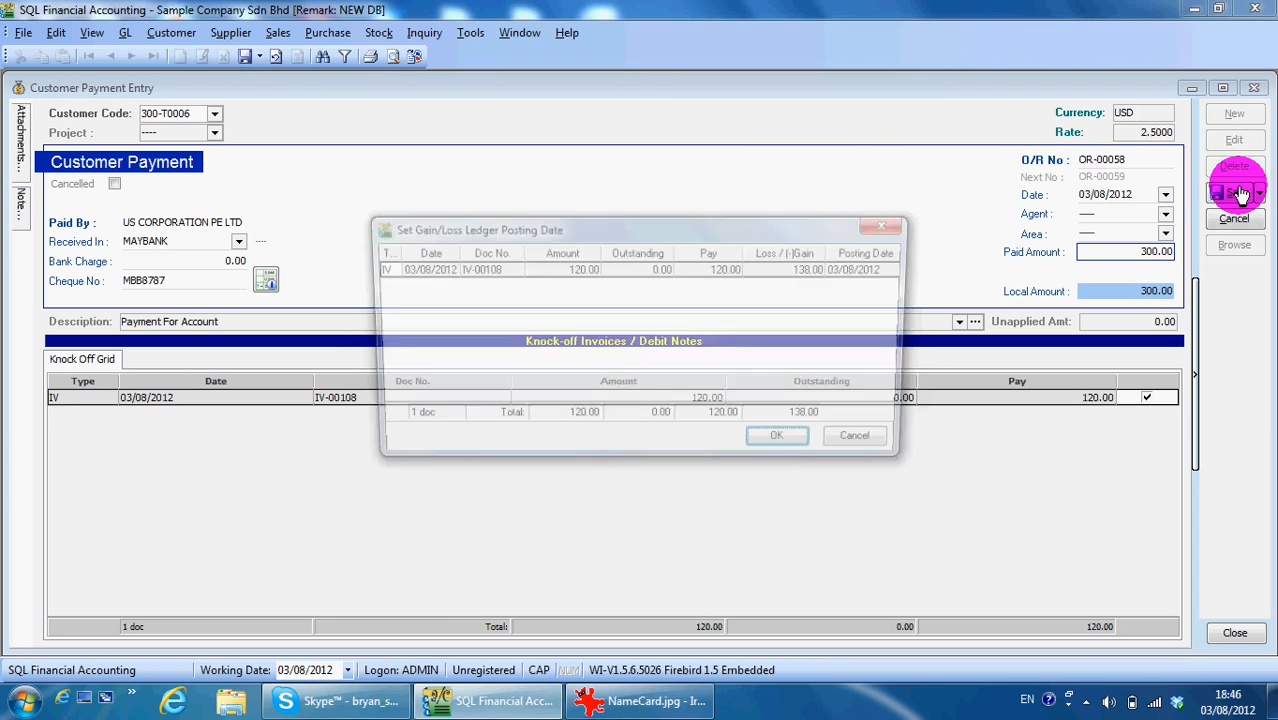 SQL Financial Accounting - Sample Company Sdn Bhd [Remark: NEW DB]
File Edit View GL Customer Supplier Sales Purchase Stock Inquiry Tools Window Help
Customer Payment Entry
Attachments...
Note...
Customer Code: 300-T0006
Project : ----
Currency: USD
Rate: 2.5000
New
Edit
Delete
Cancel
Browse
Customer Payment
Cancelled
O/R No : OR-00058
Next No : OR-00059
Date : 03/08/2012
Agent : ----
Area : ----
Paid Amount : 300.00
Local Amount : 300.00
Paid By : US CORPORATION PE LTD
Received In : MAYBANK ----
Bank Charge : 0.00
Cheque No : MBB8787
Description: Payment For Account
Unapplied Amt: 0.00
Set Gain/Loss Ledger Posting Date
T... Date Doc No. Amount Outstanding Pay Loss / (-)Gain Posting Date
IV 03/08/2012 IV-00108 120.00 0.00 120.00 138.00 03/08/2012
Knock-off Invoices / Debit Notes
Knock Off Grid
Type Date Doc No. Amount Outstanding Pay
IV 03/08/2012 IV-00108 120.00 0.00 120.00
1 doc Total: 120.00 0.00 120.00 138.00
OK Cancel
1 doc Total: 120.00 0.00 120.00
Close
SQL Financial Accounting Working Date: 03/08/2012 Logon: ADMIN Unregistered CAP NUM WI-V1.5.6.5026 Firebird 1.5 Embedded
Skype™ - bryan_s... SQL Financial Acc... NameCard.jpg - Ir... EN 18:46
03/08/2012